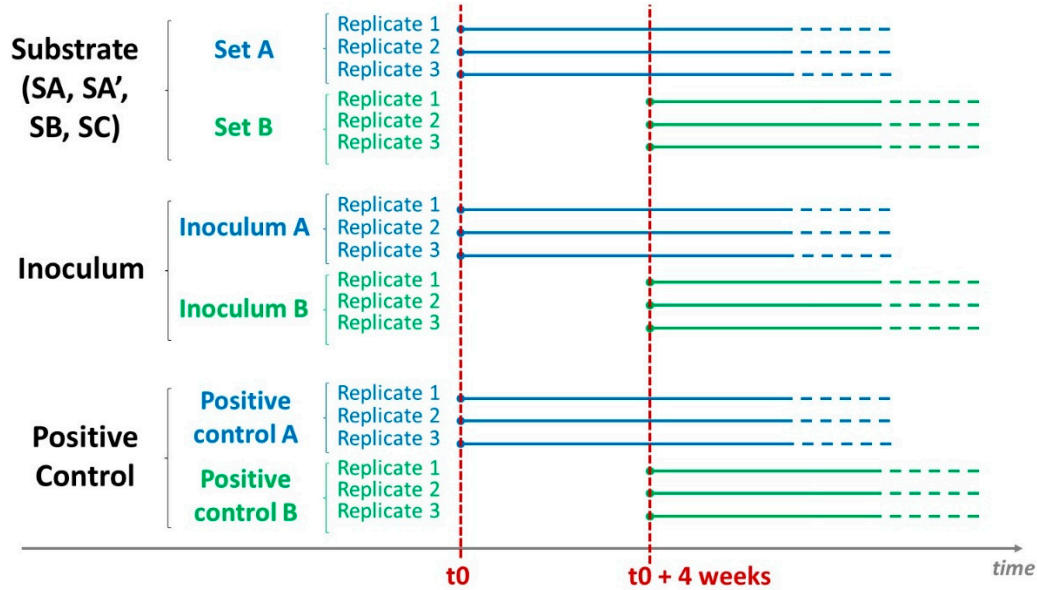 Substrate
(SA, SA’,
SB, SC)
Set A
Replicate 1
Replicate 2
Replicate 3
Set B
Replicate 1
Replicate 2
Replicate 3
Inoculum
Inoculum A
Replicate 1
Replicate 2
Replicate 3
Inoculum B
Replicate 1
Replicate 2
Replicate 3
Positive
Control
Positive
control A
Replicate 1
Replicate 2
Replicate 3
Positive
control B
Replicate 1
Replicate 2
Replicate 3
t0
t0 + 4 weeks
time